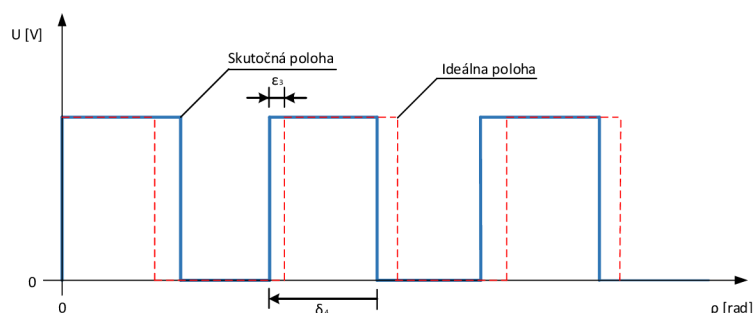 U [V]
Skutočná poloha
Ideálna poloha
ε₃
0
0
δ₄
ρ [rad]